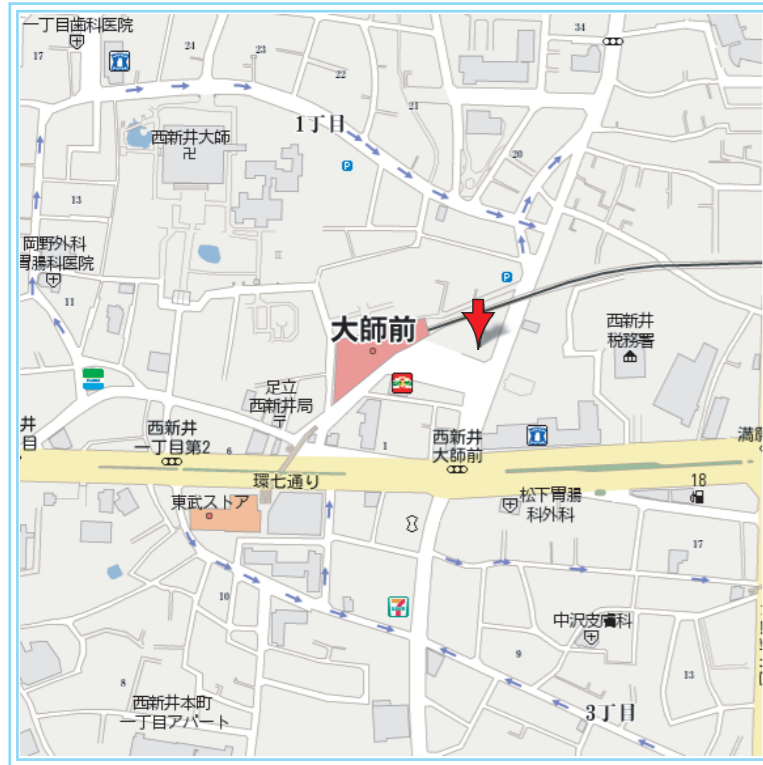 一丁目歯科医院
17
24
23
34
22
21
1丁目
西新井大師
卍
20
P
13
岡野外科
胃腸科医院
P
11
大師前
西新井
税務署
足立
西新井局
〒
西新井
一丁目第2
6
1
西新井
大師前
井
目
満
環七通り
18
東武ストア
松下胃腸
科外科
17
7
10
中沢皮膚科
9
13
8
西新井本町
一丁目アパート
3丁目